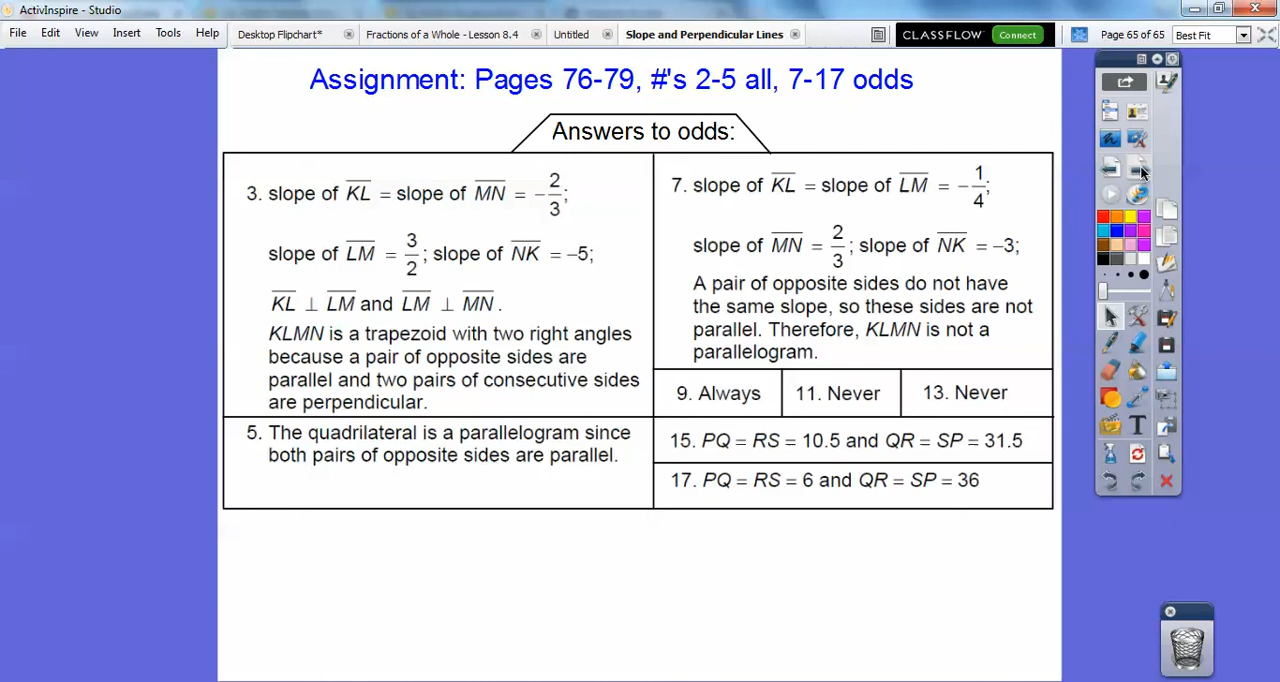 ActivInspire - Studio
File Edit View Insert Tools Help Desktop Flipchart* Fractions of a Whole - Lesson 8.4 Untitled Slope and Perpendicular Lines CLASSFLOW Connect Page 65 of 65 Best Fit
Assignment: Pages 76-79, #'s 2-5 all, 7-17 odds
Answers to odds:
3. slope of KL = slope of MN = -2/3;
slope of LM = 3/2; slope of NK = -5;
KL ⊥ LM and LM ⊥ MN.
KLMN is a trapezoid with two right angles
because a pair of opposite sides are
parallel and two pairs of consecutive sides
are perpendicular.
5. The quadrilateral is a parallelogram since
both pairs of opposite sides are parallel.
7. slope of KL = slope of LM = -1/4;
slope of MN = 2/3; slope of NK = -3;
A pair of opposite sides do not have
the same slope, so these sides are not
parallel. Therefore, KLMN is not a
parallelogram.
9. Always
11. Never
13. Never
15. PQ = RS = 10.5 and QR = SP = 31.5
17. PQ = RS = 6 and QR = SP = 36